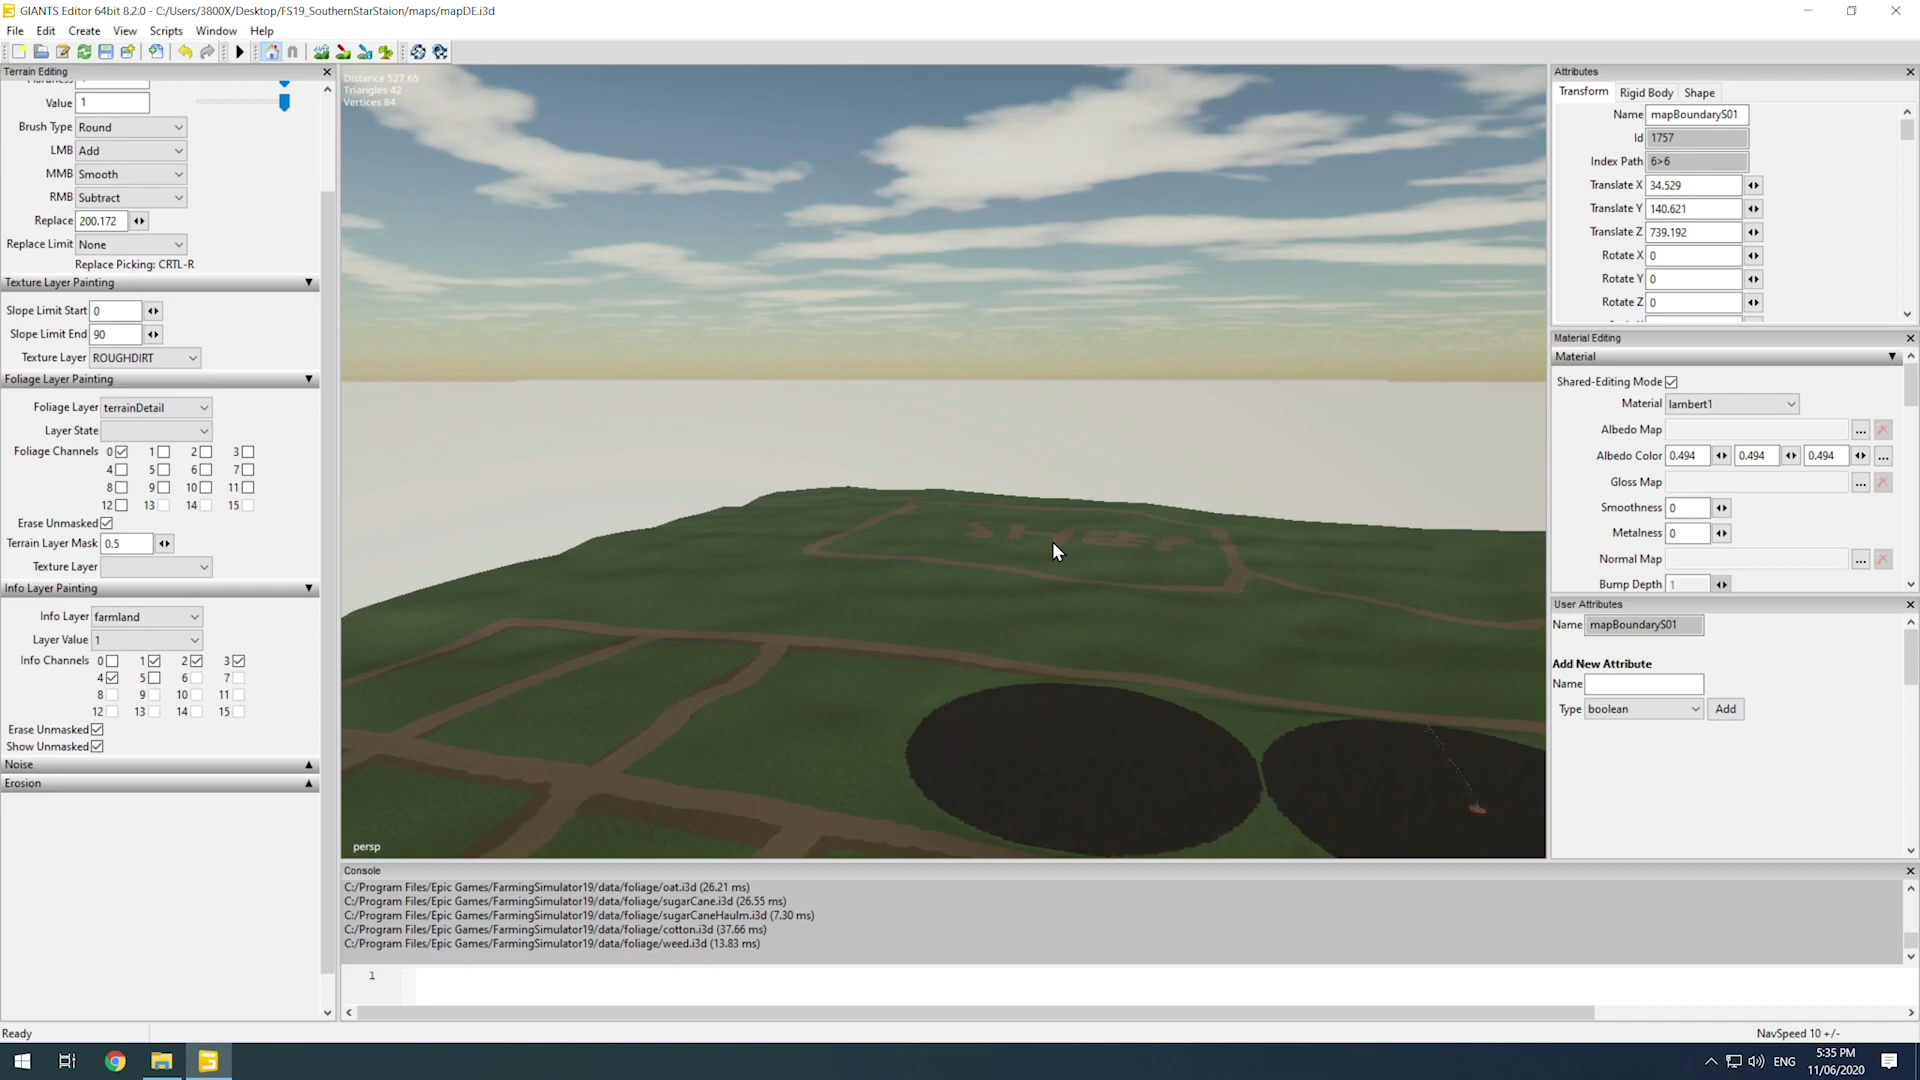 GIANTS Editor 64bit 8.2.0 - C:/Users/3800X/Desktop/FS19_SouthernStarStaion/maps/mapDE.i3d
File Edit Create View Scripts Window Help
Terrain Editing
Value 1
Brush Type Round
LMB Add
MMB Smooth
RMB Subtract
Replace 200.172
Replace Limit None
Replace Picking: CRTL-R
Texture Layer Painting
Slope Limit Start 0
Slope Limit End 90
Texture Layer ROUGHDIRT
Foliage Layer Painting
Foliage Layer terrainDetail
Layer State
Foliage Channels 0 1 2 3
4 5 6 7
8 9 10 11
12 13 14 15
Erase Unmasked
Terrain Layer Mask 0.5
Texture Layer
Info Layer Painting
Info Layer farmland
Layer Value 1
Info Channels 0 1 2 3
4 5 6 7
8 9 10 11
12 13 14 15
Erase Unmasked
Show Unmasked
Noise
Erosion
Ready
Distance 527.65
Triangles 42
Vertices 84
persp
Console
C:/Program Files/Epic Games/FarmingSimulator19/data/foliage/oat.i3d (26.21 ms)
C:/Program Files/Epic Games/FarmingSimulator19/data/foliage/sugarCane.i3d (26.55 ms)
C:/Program Files/Epic Games/FarmingSimulator19/data/foliage/sugarCaneHaulm.i3d (7.30 ms)
C:/Program Files/Epic Games/FarmingSimulator19/data/foliage/cotton.i3d (37.66 ms)
C:/Program Files/Epic Games/FarmingSimulator19/data/foliage/weed.i3d (13.83 ms)
1
Attributes
Transform Rigid Body Shape
Name mapBoundaryS01
Id 1757
Index Path 6>6
Translate X 34.529
Translate Y 140.621
Translate Z 739.192
Rotate X 0
Rotate Y 0
Rotate Z 0
Material Editing
Material
Shared-Editing Mode
Material lambert1
Albedo Map ...
Albedo Color 0.494 0.494 0.494 ...
Gloss Map ...
Smoothness 0
Metalness 0
Normal Map ...
Bump Depth 1
User Attributes
Name mapBoundaryS01
Add New Attribute
Name
Type boolean Add
NavSpeed 10 +/-
ENG
5:35 PM
11/06/2020